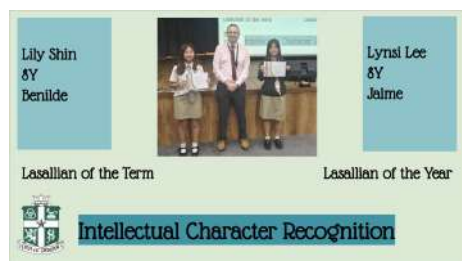 Lily Shin
8Y
Benilde
Lynsi Lee
8Y
Jaime
Lasallian of the Term
Lasallian of the Year
Intellectual Character Recognition